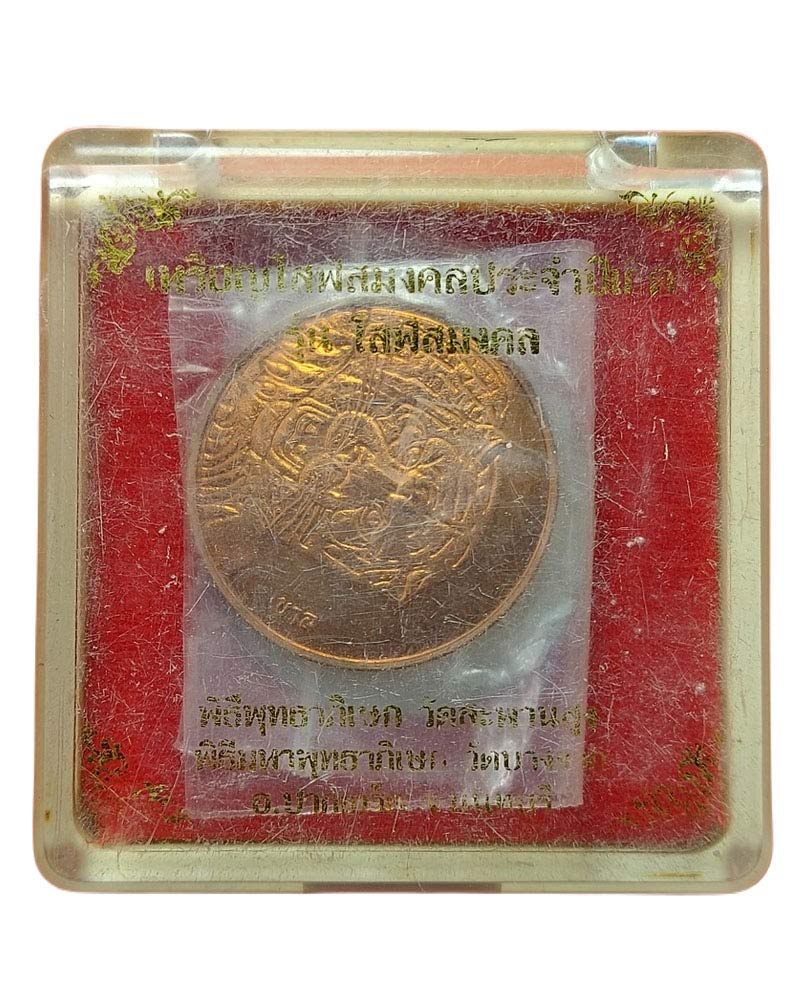 เหรียญโสฬสมงคลประจำปี
รุ่น โสฬสมงคล
ขาล
พิธีพุทธาภิเษก วัดสะพานสูง
พิธีมหาพุทธาภิเษก
อ.ปากเกร็ด จ.นนทบุรี